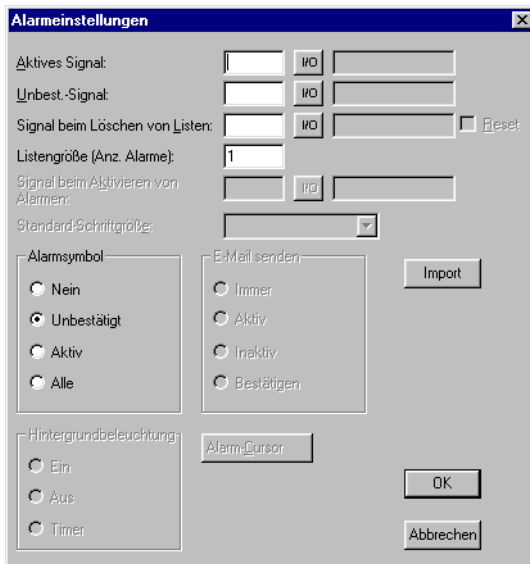 Alarmeinstellungen
Aktives Signal: I/O
Unbest.-Signal: I/O
Signal beim Löschen von Listen: I/O Reset
Listengröße (Anz. Alarme): 1
Signal beim Aktivieren von
Alarmen: I/O
Standard-Schriftgröße:
Alarmsymbol
Nein
Unbestätigt
Aktiv
Alle
E-Mail senden
Immer
Aktiv
Inaktiv
Bestätigen
Import
Hintergrundbeleuchtung
Ein
Aus
Timer
Alarm-Cursor
OK
Abbrechen